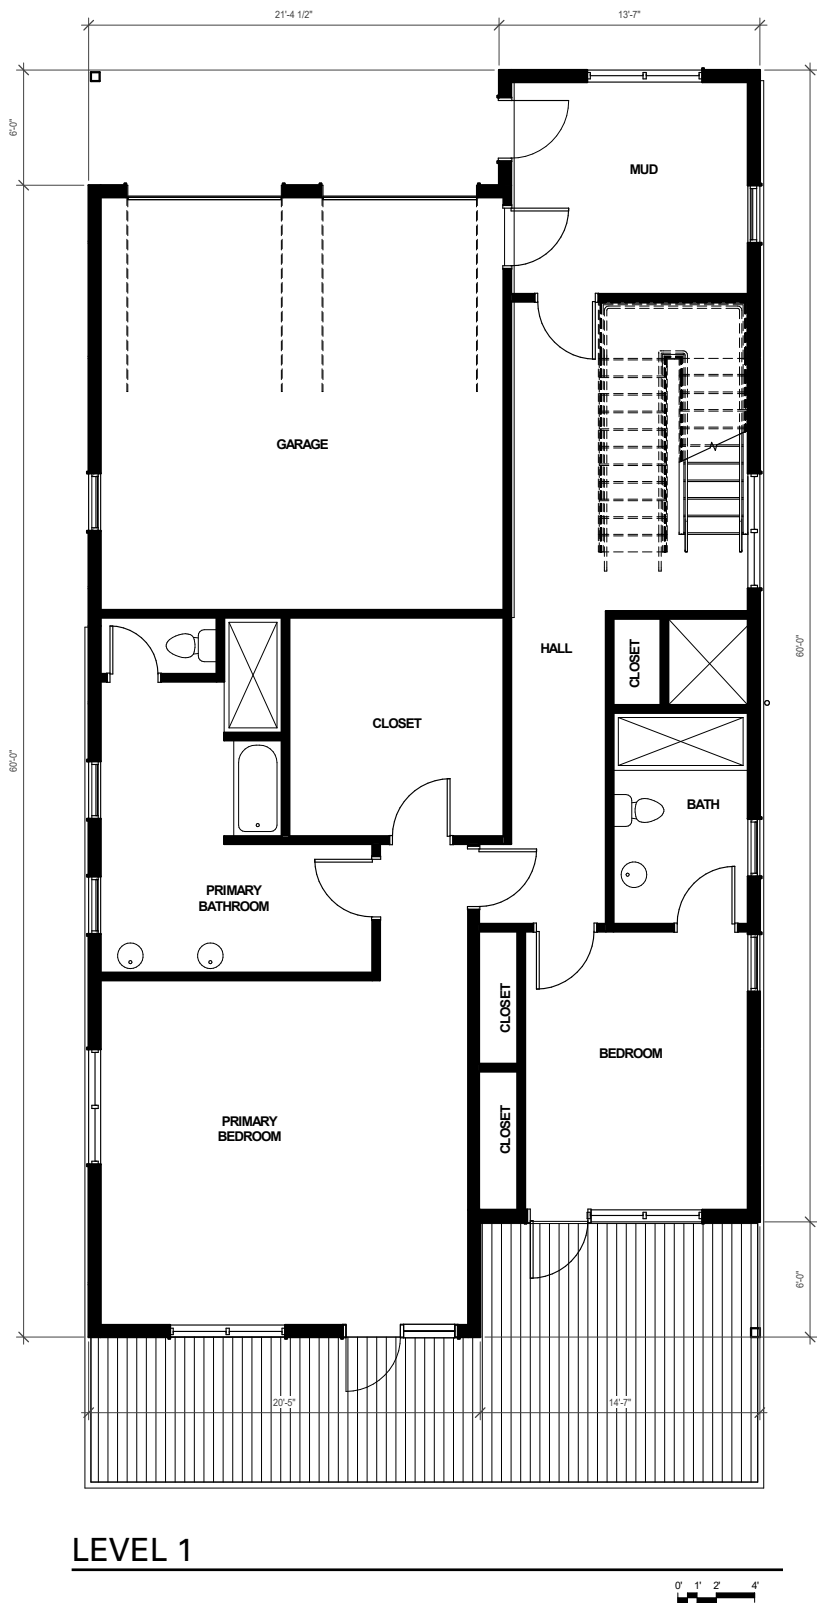 21'-4 1/2"
13'-7"
6'-0"
MUD
GARAGE
HALL
CLOSET
60'-0"
CLOSET
60'-0"
BATH
PRIMARY
BATHROOM
CLOSET
BEDROOM
PRIMARY
BEDROOM
CLOSET
6'-0"
20'-5"
14'-7"
LEVEL 1
0' 1' 2' 4'